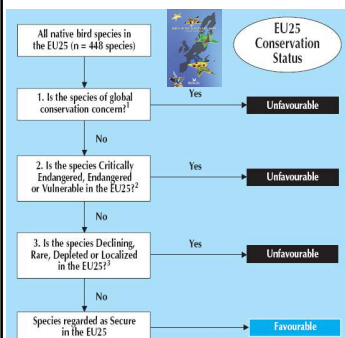 All native bird species in
the EU25 (n = 448 species)
EU25
Conservation
Status
1. Is the species of global
conservation concern?¹
Yes
Unfavourable
No
2. Is the species Critically
Endangered, Endangered
or Vulnerable in the EU25?²
Yes
Unfavourable
No
3. Is the species Declining,
Rare, Depleted or Localized
in the EU25?³
Yes
Unfavourable
No
Species regarded as Secure
in the EU25
Favourable